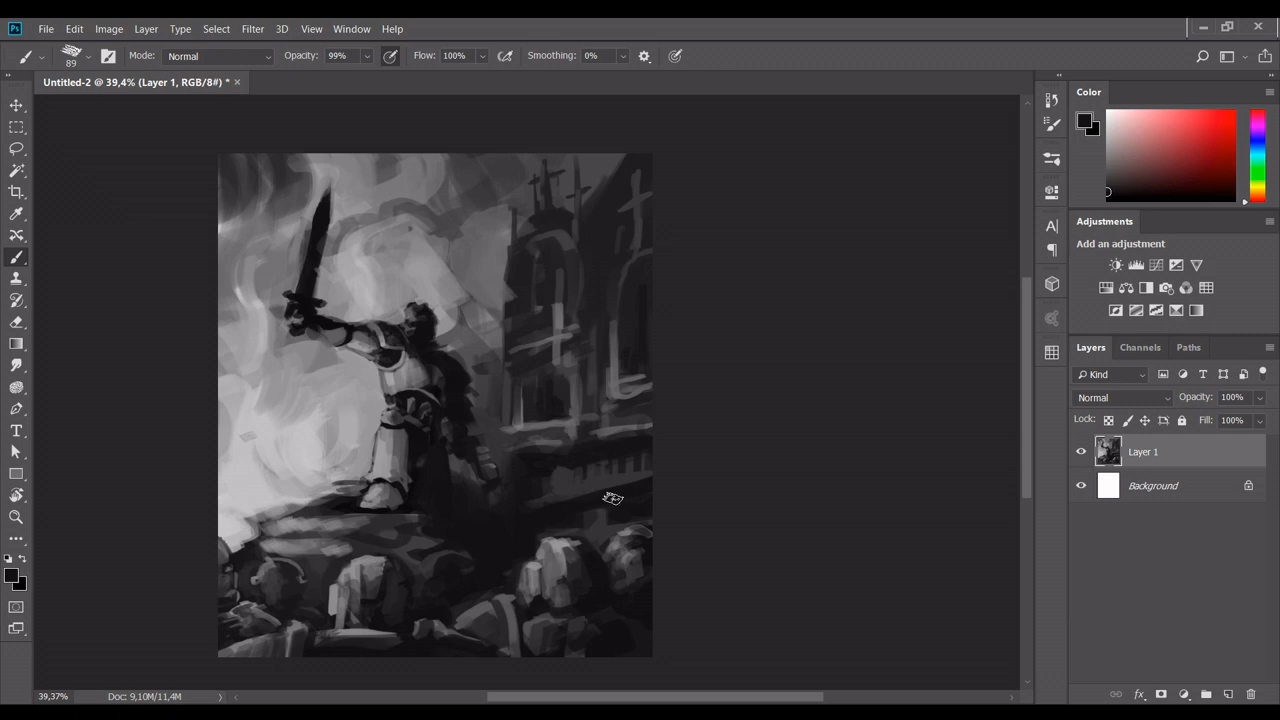 Ps File Edit Image Layer Type Select Filter 3D View Window Help
89 Mode: Normal Opacity: 99% Flow: 100% Smoothing: 0%
Untitled-2 @ 39,4% (Layer 1, RGB/8#) * ×
Color
Adjustments
Add an adjustment
Layers Channels Paths
Kind
Normal Opacity: 100%
Lock: Fill: 100%
Layer 1
Background
39,37% Doc: 9,10M/11,4M